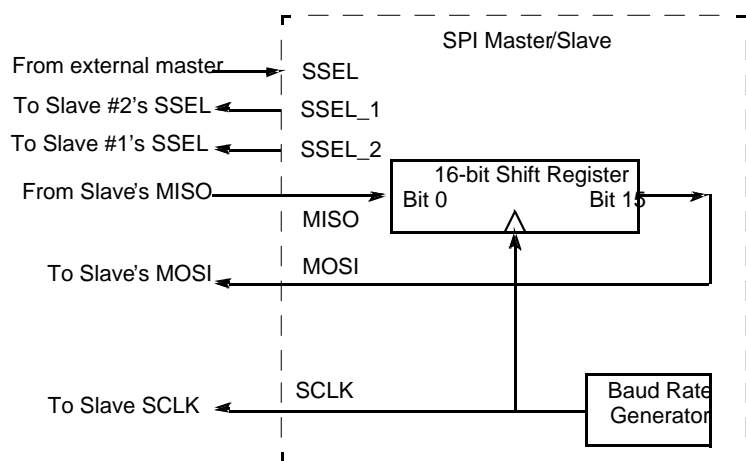 SPI Master/Slave
From external master
SSEL
To Slave #2's SSEL
SSEL_1
To Slave #1's SSEL
SSEL_2
16-bit Shift Register
From Slave's MISO
Bit 0
Bit 15
MISO
To Slave's MOSI
MOSI
SCLK
Baud Rate
Generator
To Slave SCLK